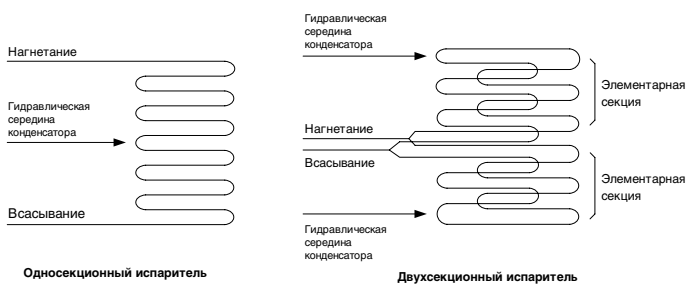 Нагнетание
Гидравлическая
середина
конденсатора
Всасывание
Односекционный испаритель
Гидравлическая
середина
конденсатора
Элементарная
секция
Нагнетание
Всасывание
Элементарная
секция
Гидравлическая
середина
конденсатора
Двухсекционный испаритель